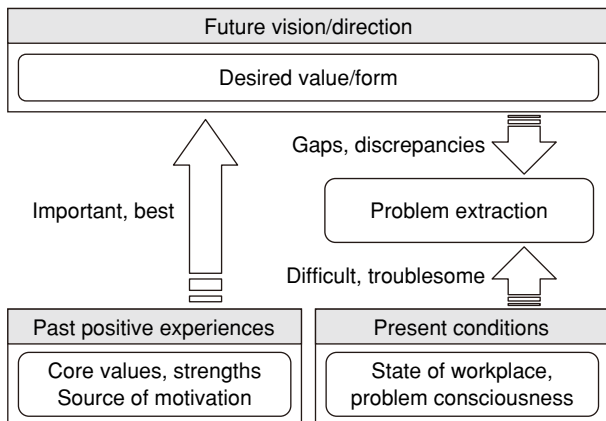 Future vision/direction
Desired value/form
Gaps, discrepancies
Important, best
Problem extraction
Difficult, troublesome
Past positive experiences
Core values, strengths
Source of motivation
Present conditions
State of workplace,
problem consciousness